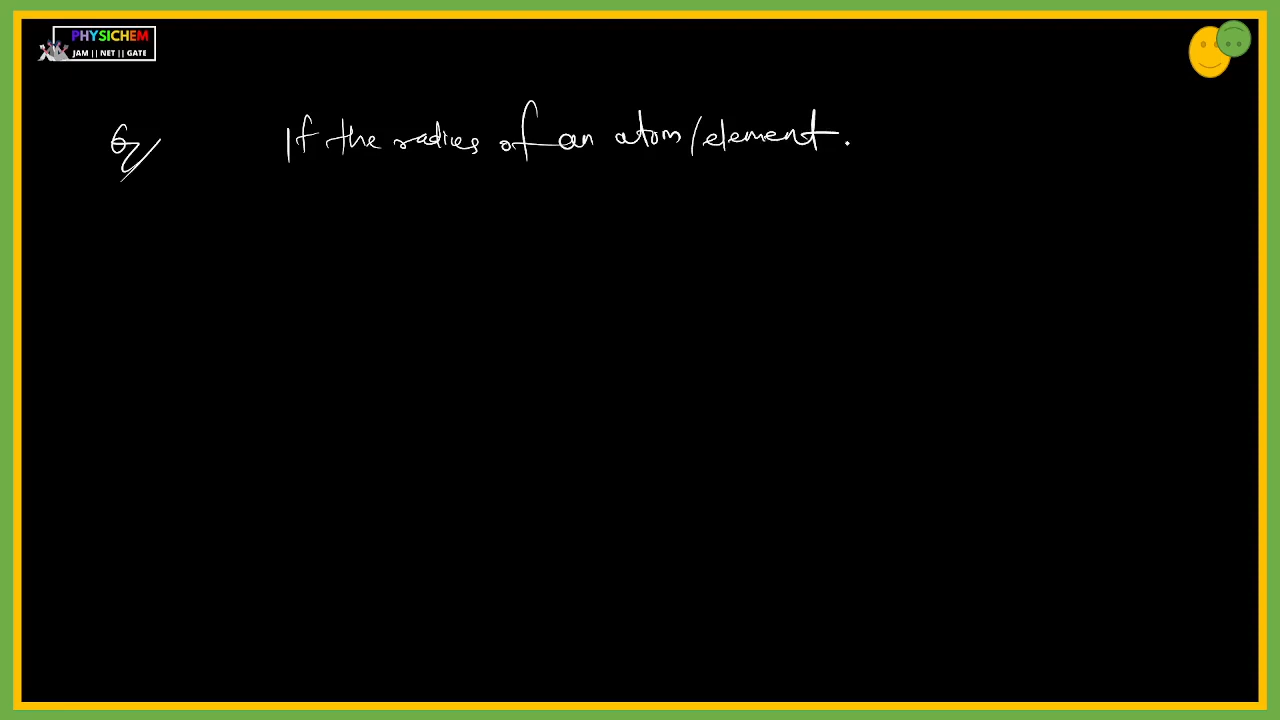 PHYSICHEM
JAM || NET || GATE
Q/ If the radius of an atom/element.